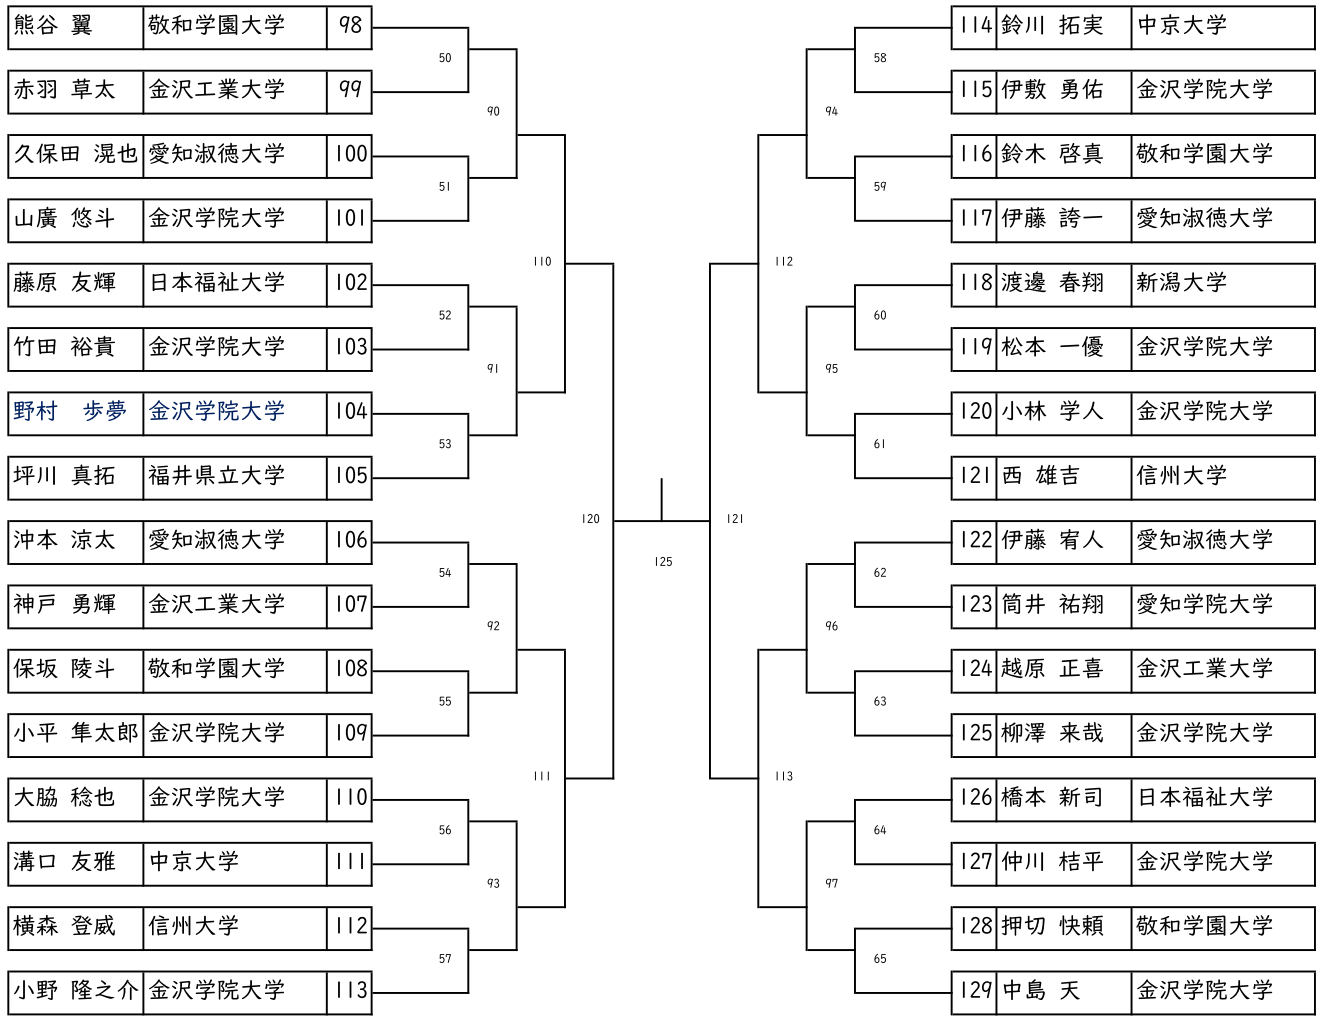 熊谷 翼 敬和学園大学 98
赤羽 草太 金沢工業大学 99
久保田 滉也 愛知淑徳大学 100
山廣 悠斗 金沢学院大学 101
藤原 友輝 日本福祉大学 102
竹田 裕貴 金沢学院大学 103
野村 歩夢 金沢学院大学 104
坪川 真拓 福井県立大学 105
沖本 涼太 愛知淑徳大学 106
神戸 勇輝 金沢工業大学 107
保坂 陵斗 敬和学園大学 108
小平 隼太郎 金沢学院大学 109
大脇 稔也 金沢学院大学 110
溝口 友雅 中京大学 111
横森 登威 信州大学 112
小野 隆之介 金沢学院大学 113
50
51
52
53
54
55
56
57
90
91
92
93
110
111
120
125
121
112
113
94
95
96
97
58
59
60
61
62
63
64
65
114 鈴川 拓実 中京大学
115 伊敷 勇佑 金沢学院大学
116 鈴木 啓真 敬和学園大学
117 伊藤 誇一 愛知淑徳大学
118 渡邊 春翔 新潟大学
119 松本 一優 金沢学院大学
120 小林 学人 金沢学院大学
121 西 雄吉 信州大学
122 伊藤 宥人 愛知淑徳大学
123 筒井 祐翔 愛知学院大学
124 越原 正喜 金沢工業大学
125 柳澤 来哉 金沢学院大学
126 橋本 新司 日本福祉大学
127 仲川 桔平 金沢学院大学
128 押切 快頼 敬和学園大学
129 中島 天 金沢学院大学